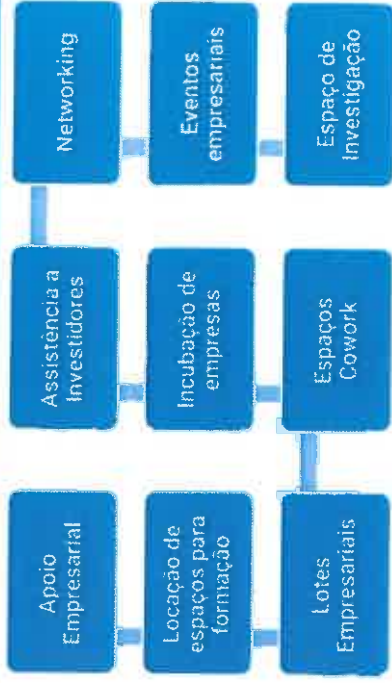 Apoio
Empresarial
Locação de
espaços para
formação
Lotes
Empresariais
Espaços
Cowork
Incubação de
empresas
Assistência a
Investidores
Networking
Eventos
empresariais
Espaço de
Investigação